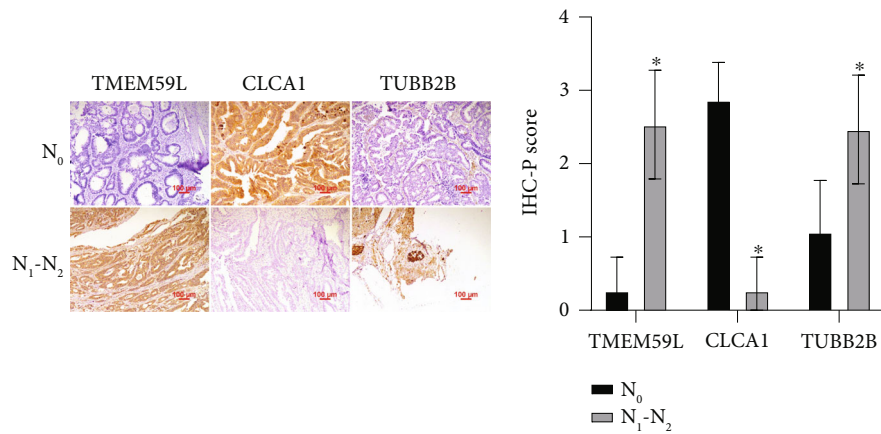 TMEM59L CLCA1 TUBB2B
N₀
100 μm 100 μm 100 μm
N₁-N₂
100 μm 100 μm 100 μm
4
3
2
1
0
IHC-P score
* * *
TMEM59L CLCA1 TUBB2B
N₀
N₁-N₂